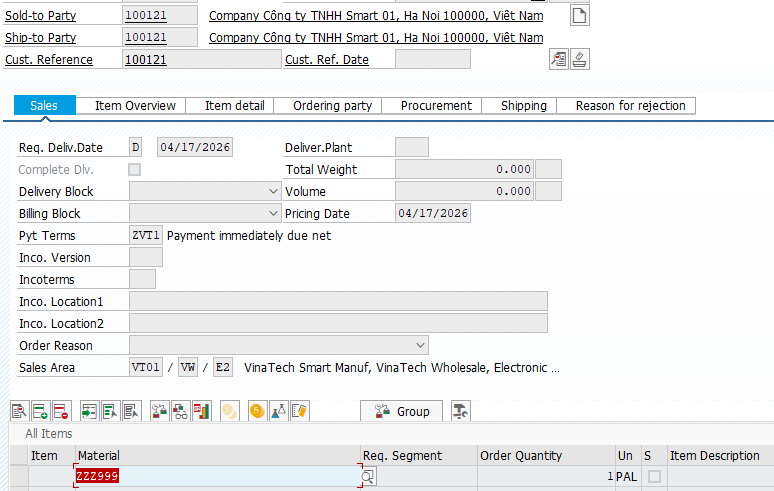 Sold-to Party 100121 Company Công ty TNHH Smart 01, Ha Noi 100000, Viêt Nam
Ship-to Party 100121 Company Công ty TNHH Smart 01, Ha Noi 100000, Viêt Nam
Cust. Reference 100121 Cust. Ref. Date
Sales Item Overview Item detail Ordering party Procurement Shipping Reason for rejection
Req. Deliv.Date D 04/17/2026 Deliver.Plant
Complete Dlv. Total Weight 0.000
Delivery Block Volume 0.000
Billing Block Pricing Date 04/17/2026
Pyt Terms ZVT1 Payment immediately due net
Inco. Version
Incoterms
Inco. Location1
Inco. Location2
Order Reason
Sales Area VT01 / VW / E2 VinaTech Smart Manuf, VinaTech Wholesale, Electronic ...
Group
All Items
Item Material Req. Segment Order Quantity Un S Item Description
ZZZ999 1 PAL